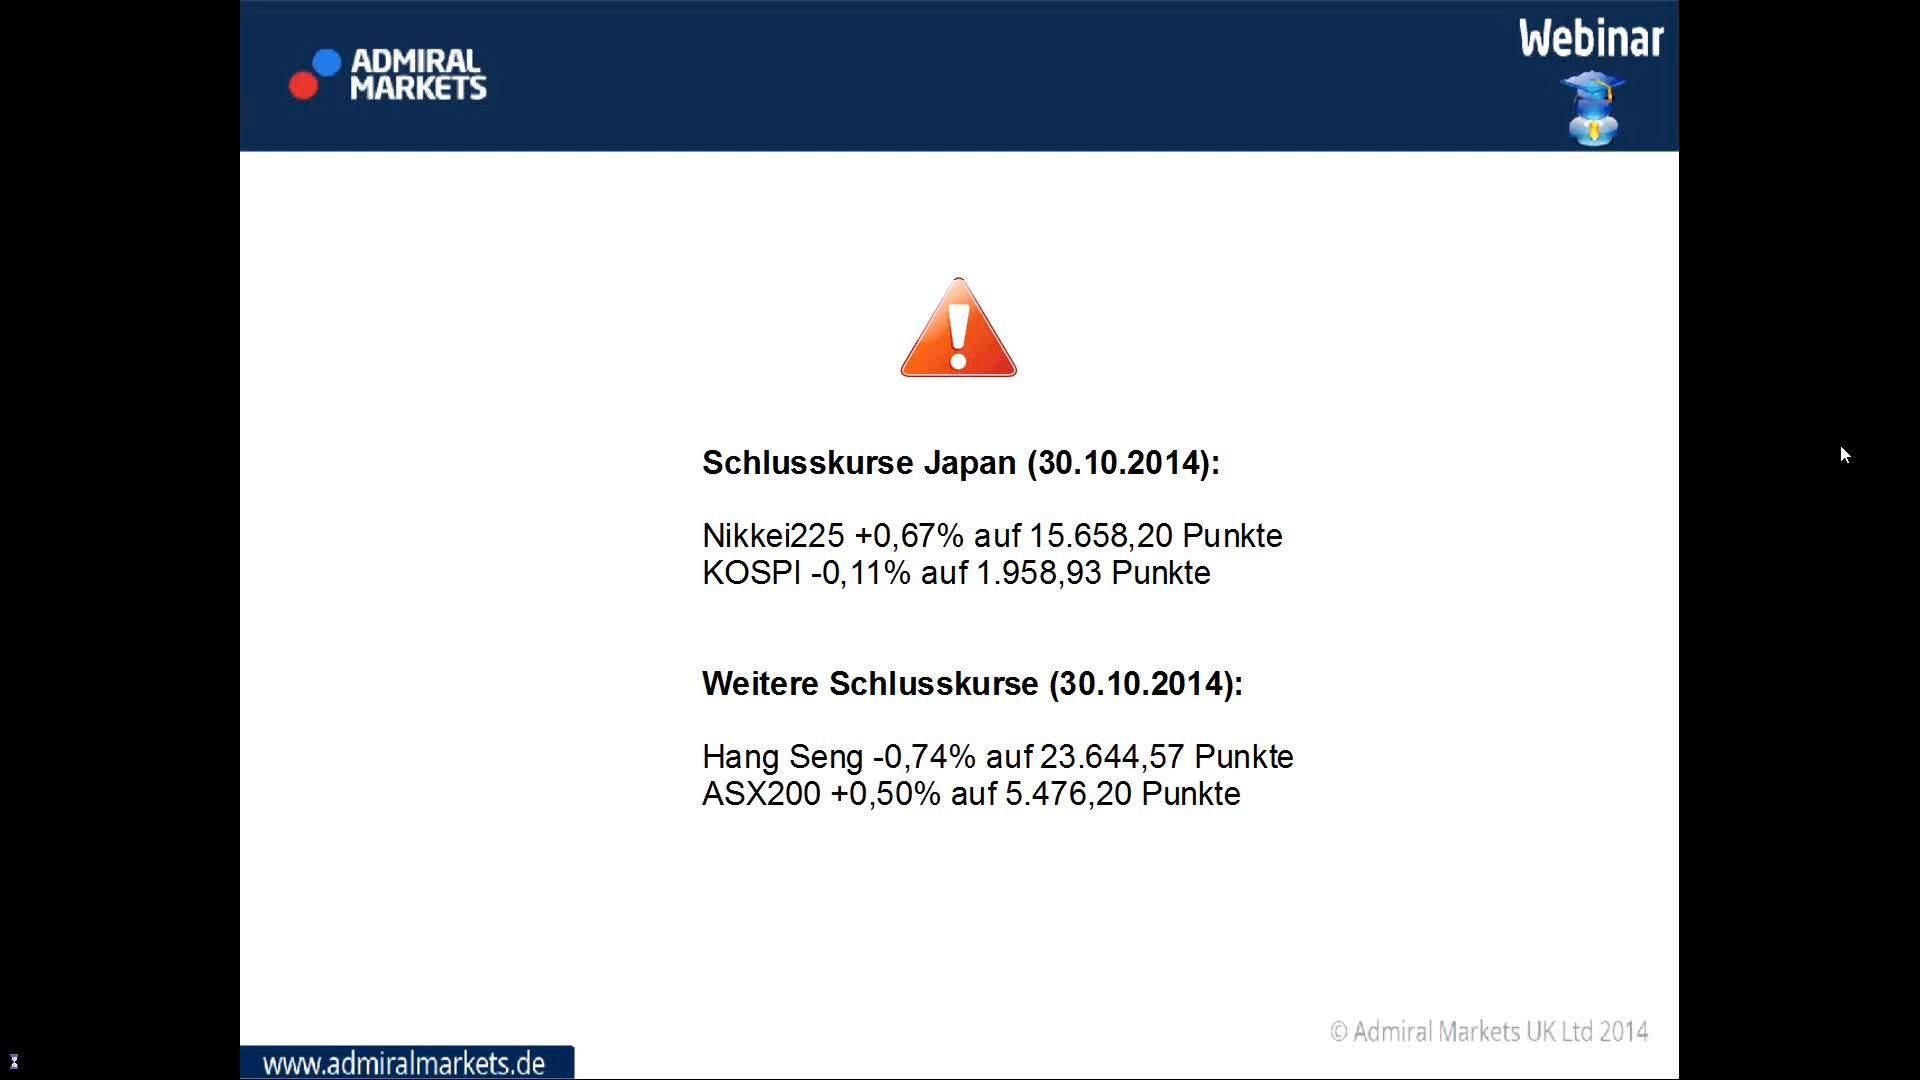 ADMIRAL
MARKETS
Webinar
Schlusskurse Japan (30.10.2014):
Nikkei225 +0,67% auf 15.658,20 Punkte
KOSPI -0,11% auf 1.958,93 Punkte
Weitere Schlusskurse (30.10.2014):
Hang Seng -0,74% auf 23.644,57 Punkte
ASX200 +0,50% auf 5.476,20 Punkte
© Admiral Markets UK Ltd 2014
www.admiralmarkets.de